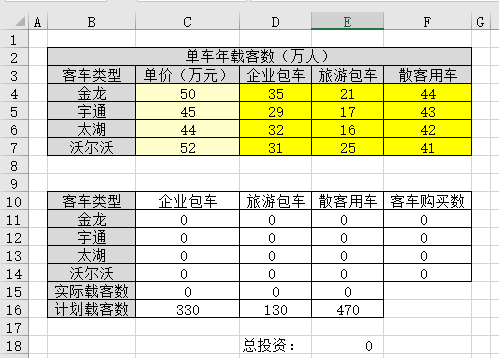 A B C D E F G
1
2 单车年载客数（万人）
3 客车类型 单价（万元） 企业包车 旅游包车 散客用车
4 金龙 50 35 21 44
5 宇通 45 29 17 43
6 太湖 44 32 16 42
7 沃尔沃 52 31 25 41
8
9
10 客车类型 企业包车 旅游包车 散客用车 客车购买数
11 金龙 0 0 0 0
12 宇通 0 0 0 0
13 太湖 0 0 0 0
14 沃尔沃 0 0 0 0
15 实际载客数 0 0 0
16 计划载客数 330 130 470
17
18 总投资： 0